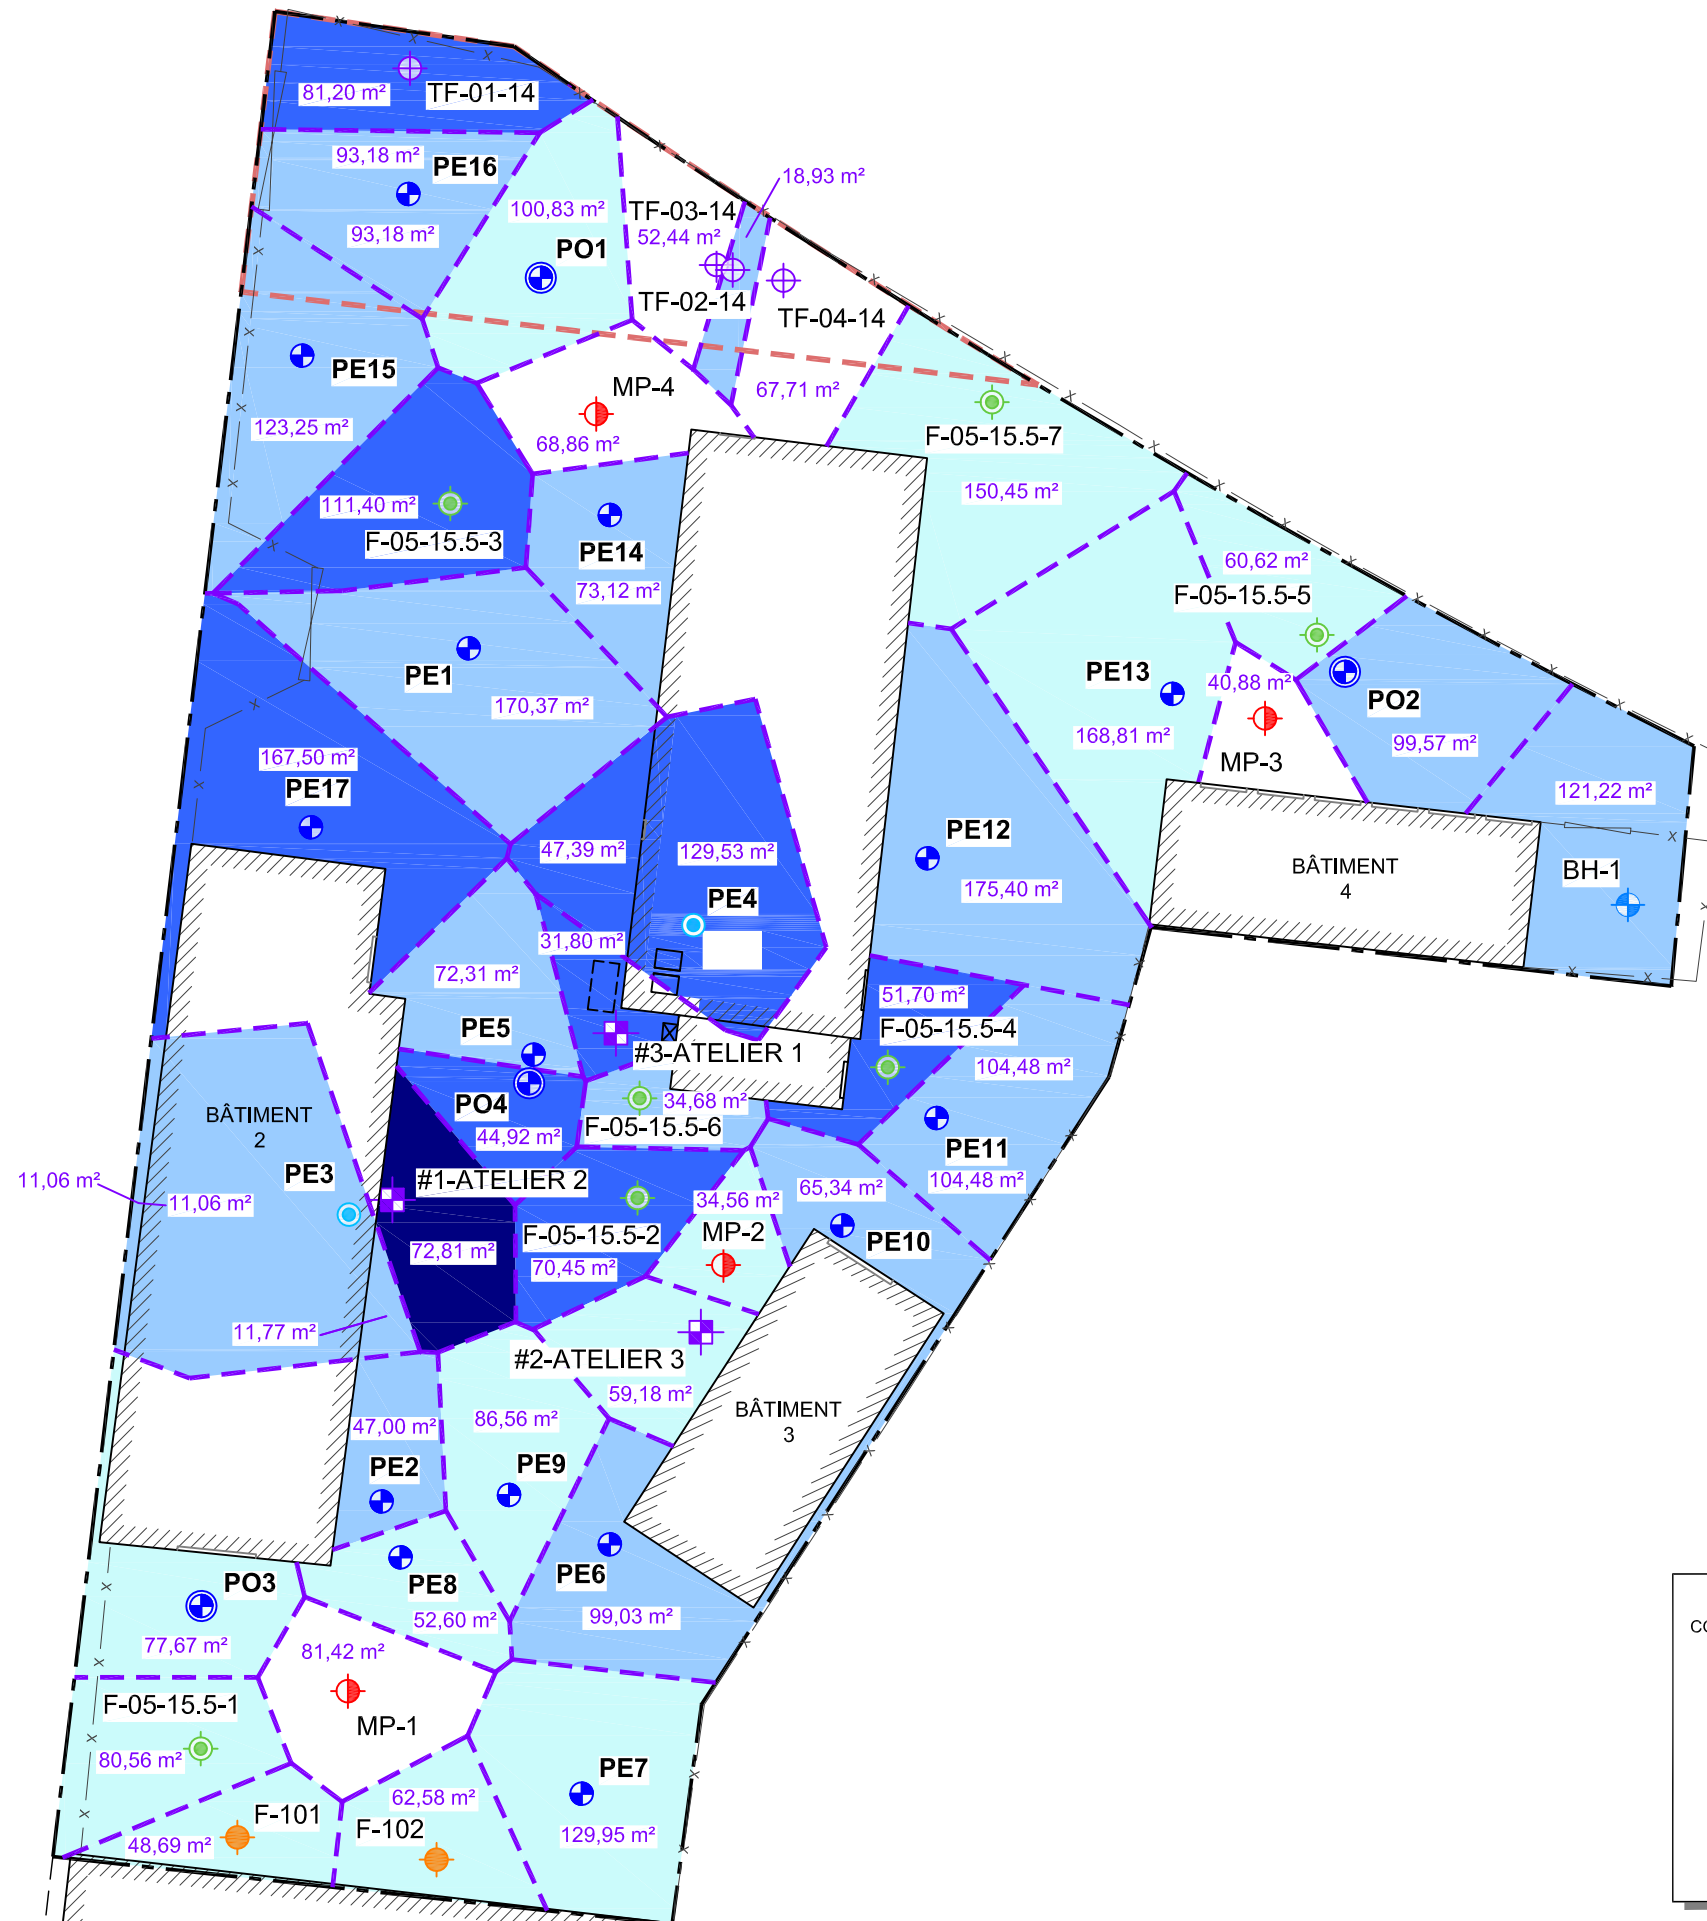 81,20 m²
TF-01-14
93,18 m²
PE16
93,18 m²
100,83 m²
PO1
18,93 m²
TF-03-14
52,44 m²
TF-02-14
TF-04-14
67,71 m²
PE15
123,25 m²
MP-4
68,86 m²
F-05-15.5-7
150,45 m²
111,40 m²
F-05-15.5-3
PE14
73,12 m²
60,62 m²
F-05-15.5-5
PE1
170,37 m²
PE13
168,81 m²
40,88 m²
MP-3
PO2
99,57 m²
121,22 m²
BH-1
167,50 m²
PE17
47,39 m²
129,53 m²
PE4
PE12
175,40 m²
BÂTIMENT
4
31,80 m²
72,31 m²
PE5
#3-ATELIER 1
51,70 m²
F-05-15.5-4
104,48 m²
PE11
104,48 m²
PO4
44,92 m²
34,68 m²
F-05-15.5-6
BÂTIMENT
2
PE3
11,06 m²
11,06 m²
#1-ATELIER 2
72,81 m²
F-05-15.5-2
70,45 m²
34,56 m²
MP-2
65,34 m²
PE10
11,77 m²
#2-ATELIER 3
59,18 m²
BÂTIMENT
3
47,00 m²
PE2
86,56 m²
PE9
PE6
99,03 m²
PE8
52,60 m²
PO3
77,67 m²
81,42 m²
MP-1
F-05-15.5-1
80,56 m²
F-101
48,69 m²
62,58 m²
F-102
PE7
129,95 m²